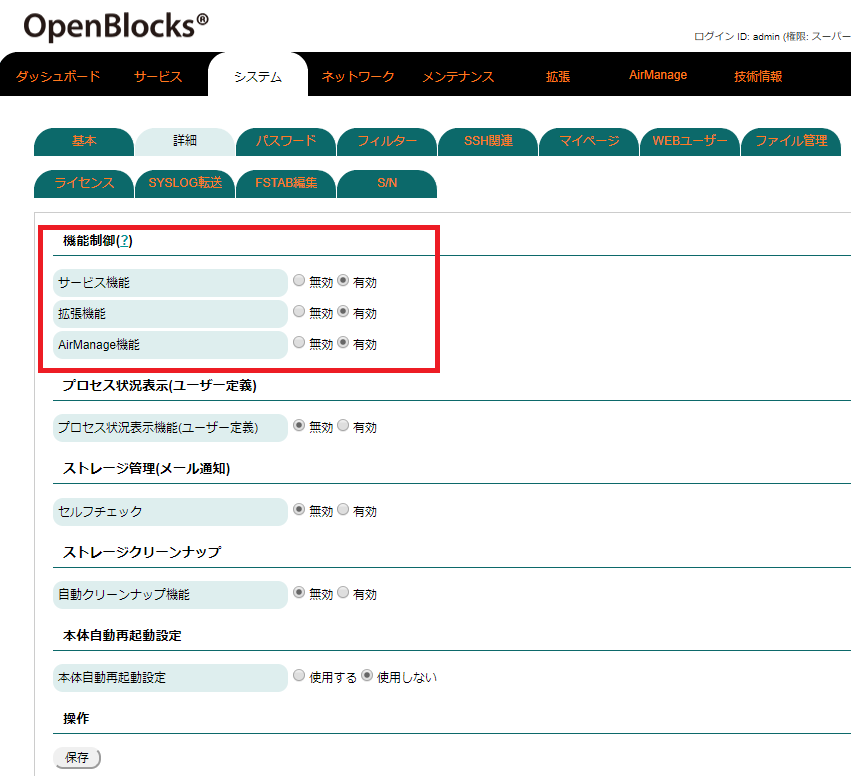 OpenBlocks®
ログイン ID: admin (権限: スーパー
ダッシュボード サービス システム ネットワーク メンテナンス 拡張 AirManage 技術情報
基本 詳細 パスワード フィルター SSH関連 マイページ WEBユーザー ファイル管理
ライセンス SYSLOG転送 FSTAB編集 S/N
機能制御(?)
サービス機能 無効 有効
拡張機能 無効 有効
AirManage機能 無効 有効
プロセス状況表示(ユーザー定義)
プロセス状況表示機能(ユーザー定義) 無効 有効
ストレージ管理(メール通知)
セルフチェック 無効 有効
ストレージクリーンナップ
自動クリーンナップ機能 無効 有効
本体自動再起動設定
本体自動再起動設定 使用する 使用しない
操作
保存